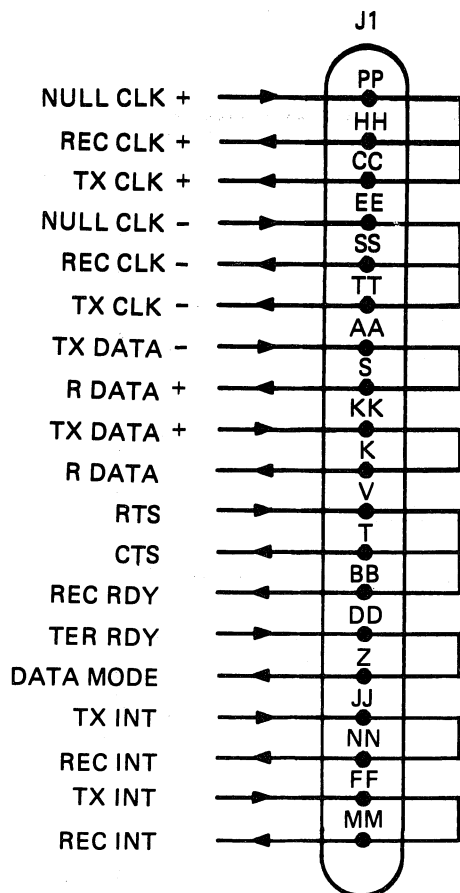 J1
PP
NULL CLK +
HH
REC CLK +
CC
TX CLK +
EE
NULL CLK -
SS
REC CLK -
TT
TX CLK -
AA
TX DATA -
S
R DATA +
KK
TX DATA +
K
R DATA
V
RTS
T
CTS
BB
REC RDY
DD
TER RDY
Z
DATA MODE
JJ
TX INT
NN
REC INT
FF
TX INT
MM
REC INT